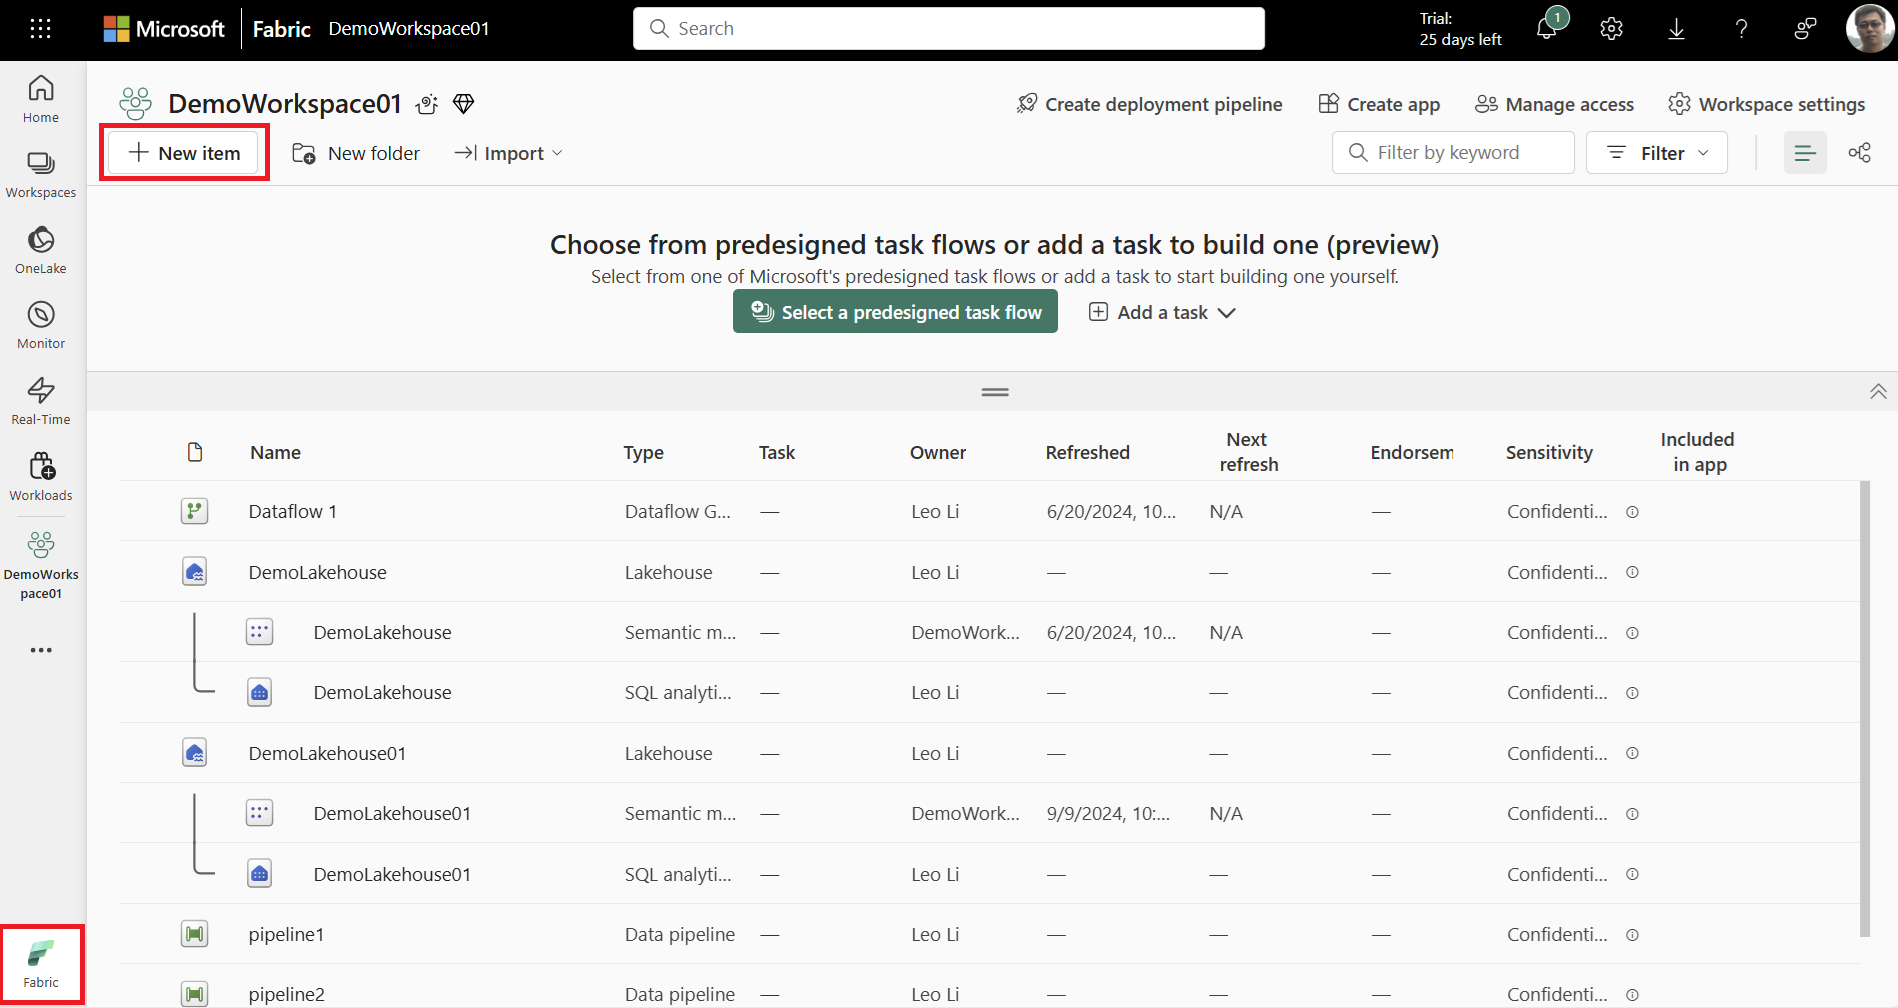 Microsoft Fabric DemoWorkspace01
Search
Trial:
25 days left
1
Home
Workspaces
OneLake
Monitor
Real-Time
Workloads
DemoWorks
pace01
Fabric
DemoWorkspace01
Create deployment pipeline Create app Manage access Workspace settings
New item New folder Import Filter by keyword Filter
Choose from predesigned task flows or add a task to build one (preview)
Select from one of Microsoft's predesigned task flows or add a task to start building one yourself.
Select a predesigned task flow Add a task
Name Type Task Owner Refreshed Next refresh Endorsem Sensitivity Included in app
Dataflow 1 Dataflow G... — Leo Li 6/20/2024, 10... N/A — Confidenti...
DemoLakehouse Lakehouse — Leo Li — — — Confidenti...
DemoLakehouse Semantic m... — DemoWork... 6/20/2024, 10... N/A — Confidenti...
DemoLakehouse SQL analyti... — Leo Li — — — Confidenti...
DemoLakehouse01 Lakehouse — Leo Li — — — Confidenti...
DemoLakehouse01 Semantic m... — DemoWork... 9/9/2024, 10:... N/A — Confidenti...
DemoLakehouse01 SQL analyti... — Leo Li — — — Confidenti...
pipeline1 Data pipeline — Leo Li — — — Confidenti...
pipeline2 Data pipeline — Leo Li — — — Confidenti...